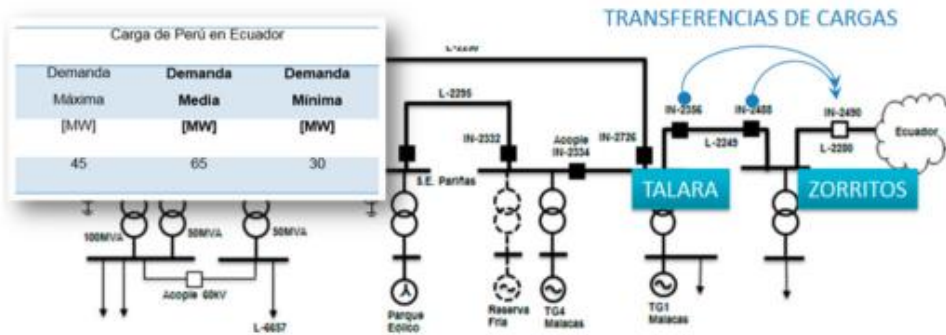 TRANSFERENCIAS DE CARGAS
Carga de Perú en Ecuador
Demanda Demanda Demanda
Máxima Media Mínima
[MW] [MW] [MW]
45 65 30
L-2295
IN-2332
Acople
IN-2334
IN-2726
IN-2356
IN-2488
IN-2490
L-2249
L-2280
Ecuador
S.E. Pariñas
TALARA
ZORRITOS
100MVA
50MVA
50MVA
Acople 60kV
L-6657
Parque
Eólico
Reserva
Fría
TG4
Malacas
TG1
Malacas